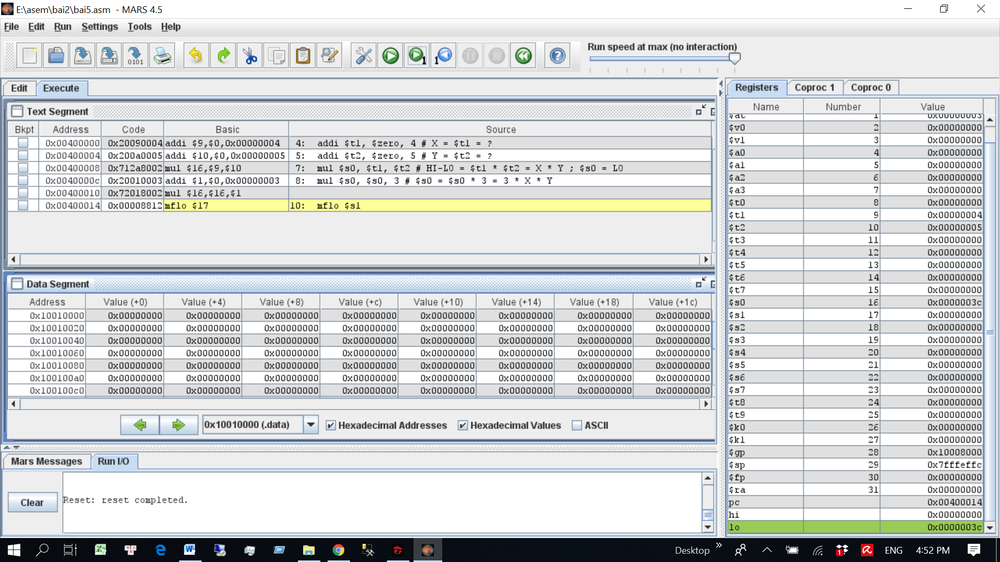 E:\asem\bai2\bai5.asm - MARS 4.5
File Edit Run Settings Tools Help
Run speed at max (no interaction)
0101
1
1
Edit Execute
Text Segment
Bkpt Address Code Basic Source
0x00400000 0x20090004 addi $9,$0,0x00000004 4: addi $t1, $zero, 4 # X = $t1 = ?
0x00400004 0x200a0005 addi $10,$0,0x00000005 5: addi $t2, $zero, 5 # Y = $t2 = ?
0x00400008 0x712a8002 mul $16,$9,$10 7: mul $s0, $t1, $t2 # HI-LO = $t1 * $t2 = X * Y ; $s0 = LO
0x0040000c 0x20010003 addi $1,$0,0x00000003 8: mul $s0, $s0, 3 # $s0 = $s0 * 3 = 3 * X * Y
0x00400010 0x72018002 mul $16,$16,$1
0x00400014 0x00008812 mflo $17 10: mflo $s1
Data Segment
Address Value (+0) Value (+4) Value (+8) Value (+c) Value (+10) Value (+14) Value (+18) Value (+1c)
0x10010000 0x00000000 0x00000000 0x00000000 0x00000000 0x00000000 0x00000000 0x00000000 0x00000000
0x10010020 0x00000000 0x00000000 0x00000000 0x00000000 0x00000000 0x00000000 0x00000000 0x00000000
0x10010040 0x00000000 0x00000000 0x00000000 0x00000000 0x00000000 0x00000000 0x00000000 0x00000000
0x10010060 0x00000000 0x00000000 0x00000000 0x00000000 0x00000000 0x00000000 0x00000000 0x00000000
0x10010080 0x00000000 0x00000000 0x00000000 0x00000000 0x00000000 0x00000000 0x00000000 0x00000000
0x100100a0 0x00000000 0x00000000 0x00000000 0x00000000 0x00000000 0x00000000 0x00000000 0x00000000
0x100100c0 0x00000000 0x00000000 0x00000000 0x00000000 0x00000000 0x00000000 0x00000000 0x00000000
0x10010000 (.data) Hexadecimal Addresses Hexadecimal Values ASCII
Mars Messages Run I/O
Clear
Reset: reset completed.
Registers Coproc 1 Coproc 0
Name Number Value
$at 1 0x00000003
$v0 2 0x00000000
$v1 3 0x00000000
$a0 4 0x00000000
$a1 5 0x00000000
$a2 6 0x00000000
$a3 7 0x00000000
$t0 8 0x00000000
$t1 9 0x00000004
$t2 10 0x00000005
$t3 11 0x00000000
$t4 12 0x00000000
$t5 13 0x00000000
$t6 14 0x00000000
$t7 15 0x00000000
$s0 16 0x0000003c
$s1 17 0x00000000
$s2 18 0x00000000
$s3 19 0x00000000
$s4 20 0x00000000
$s5 21 0x00000000
$s6 22 0x00000000
$s7 23 0x00000000
$t8 24 0x00000000
$t9 25 0x00000000
$k0 26 0x00000000
$k1 27 0x00000000
$gp 28 0x10008000
$sp 29 0x7fffeffc
$fp 30 0x00000000
$ra 31 0x00000000
pc 0x00400014
hi 0x00000000
lo 0x0000003c
Desktop ENG 4:52 PM